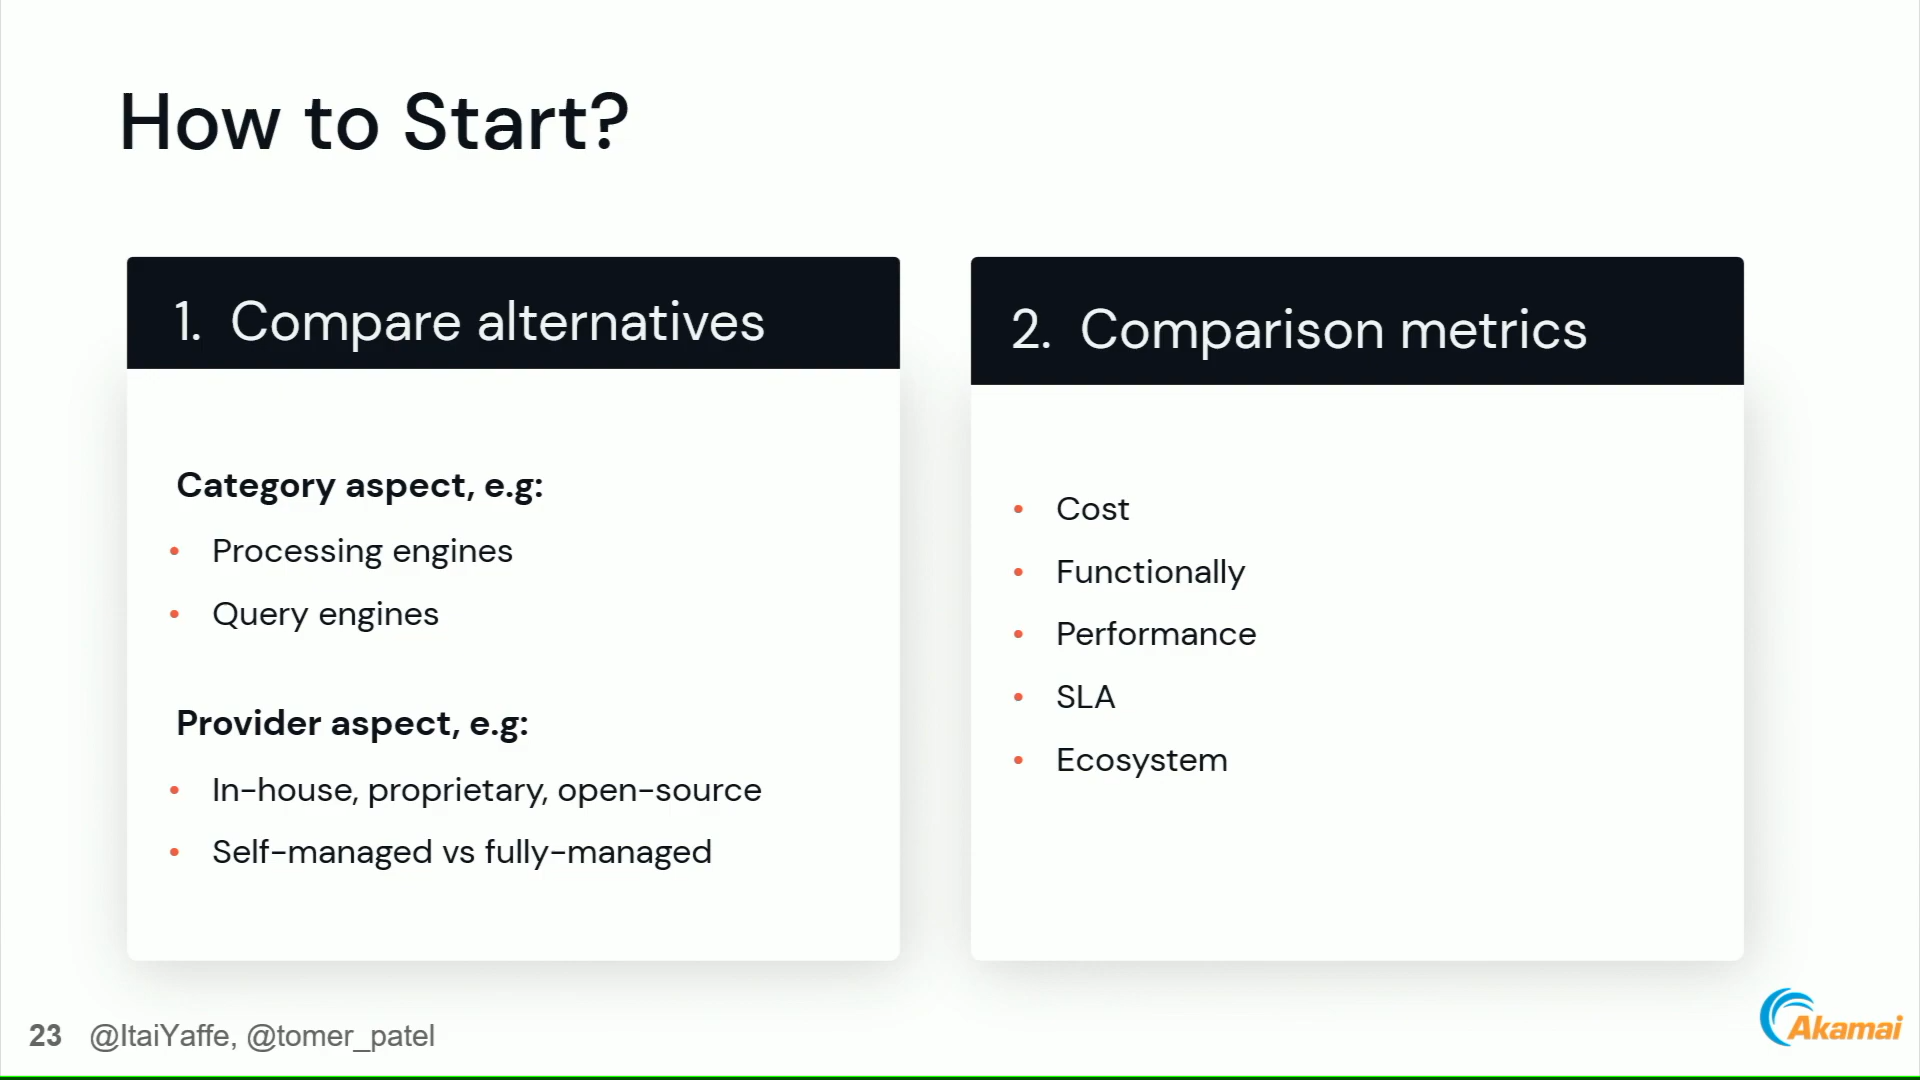 How to Start?
1. Compare alternatives
Category aspect, e.g:
• Processing engines
• Query engines
Provider aspect, e.g:
• In-house, proprietary, open-source
• Self-managed vs fully-managed
2. Comparison metrics
• Cost
• Functionally
• Performance
• SLA
• Ecosystem
23 @ItaiYaffe, @tomer_patel
Akamai